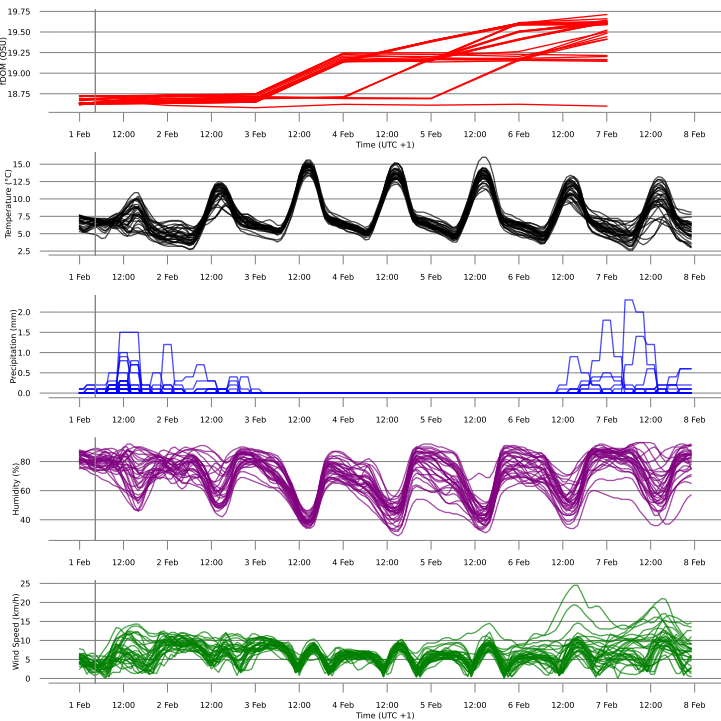 19.75
19.50
19.25
19.00
18.75
fDOM (QSU)
1 Feb 12:00 2 Feb 12:00 3 Feb 12:00 4 Feb 12:00 5 Feb 12:00 6 Feb 12:00 7 Feb 12:00 8 Feb
Time (UTC +1)
15.0
12.5
10.0
7.5
5.0
2.5
Temperature (°C)
1 Feb 12:00 2 Feb 12:00 3 Feb 12:00 4 Feb 12:00 5 Feb 12:00 6 Feb 12:00 7 Feb 12:00 8 Feb
2.0
1.5
1.0
0.5
0.0
Precipitation (mm)
1 Feb 12:00 2 Feb 12:00 3 Feb 12:00 4 Feb 12:00 5 Feb 12:00 6 Feb 12:00 7 Feb 12:00 8 Feb
80
60
40
Humidity (%)
1 Feb 12:00 2 Feb 12:00 3 Feb 12:00 4 Feb 12:00 5 Feb 12:00 6 Feb 12:00 7 Feb 12:00 8 Feb
25
20
15
10
5
0
Wind Speed (km/h)
1 Feb 12:00 2 Feb 12:00 3 Feb 12:00 4 Feb 12:00 5 Feb 12:00 6 Feb 12:00 7 Feb 12:00 8 Feb
Time (UTC +1)